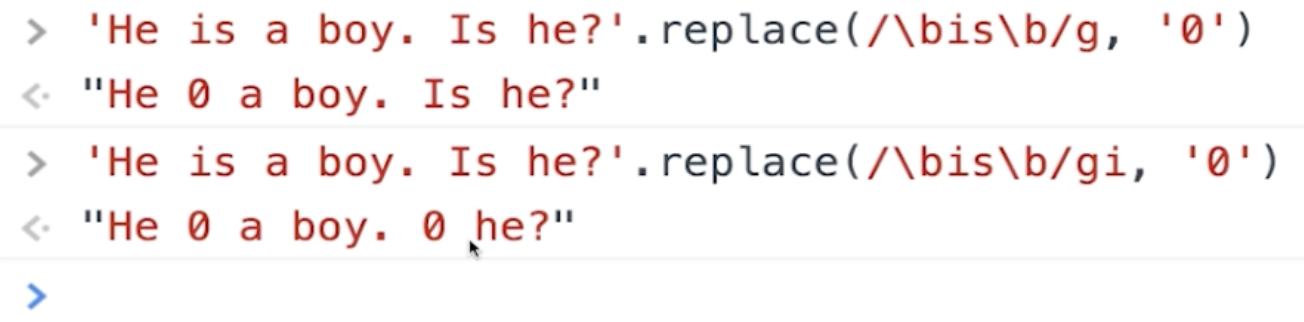 > 'He is a boy. Is he?'.replace(/\bis\b/g, '0')
<· "He 0 a boy. Is he?"
> 'He is a boy. Is he?'.replace(/\bis\b/gi, '0')
<· "He 0 a boy. 0 he?"
>